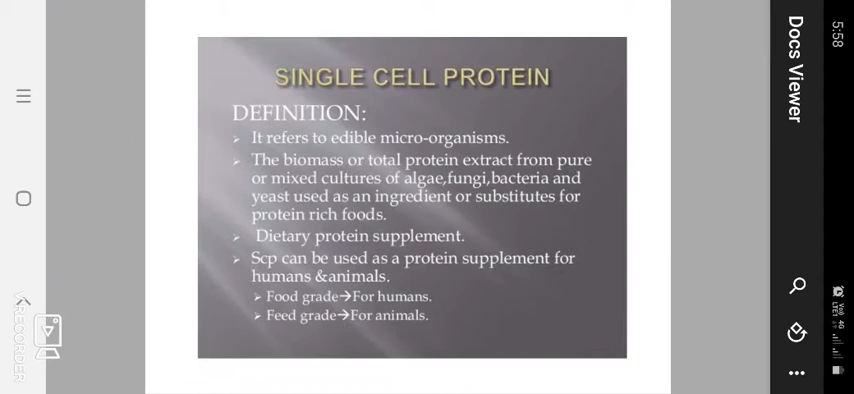 SINGLE CELL PROTEIN
DEFINITION:
➢ It refers to edible micro-organisms.
➢ The biomass or total protein extract from pure
or mixed cultures of algae,fungi,bacteria and
yeast used as an ingredient or substitutes for
protein rich foods.
➢ Dietary protein supplement.
➢ Scp can be used as a protein supplement for
humans &animals.
➢ Food grade→For humans.
➢ Feed grade→For animals.
Docs Viewer
5:58
VRECORDER